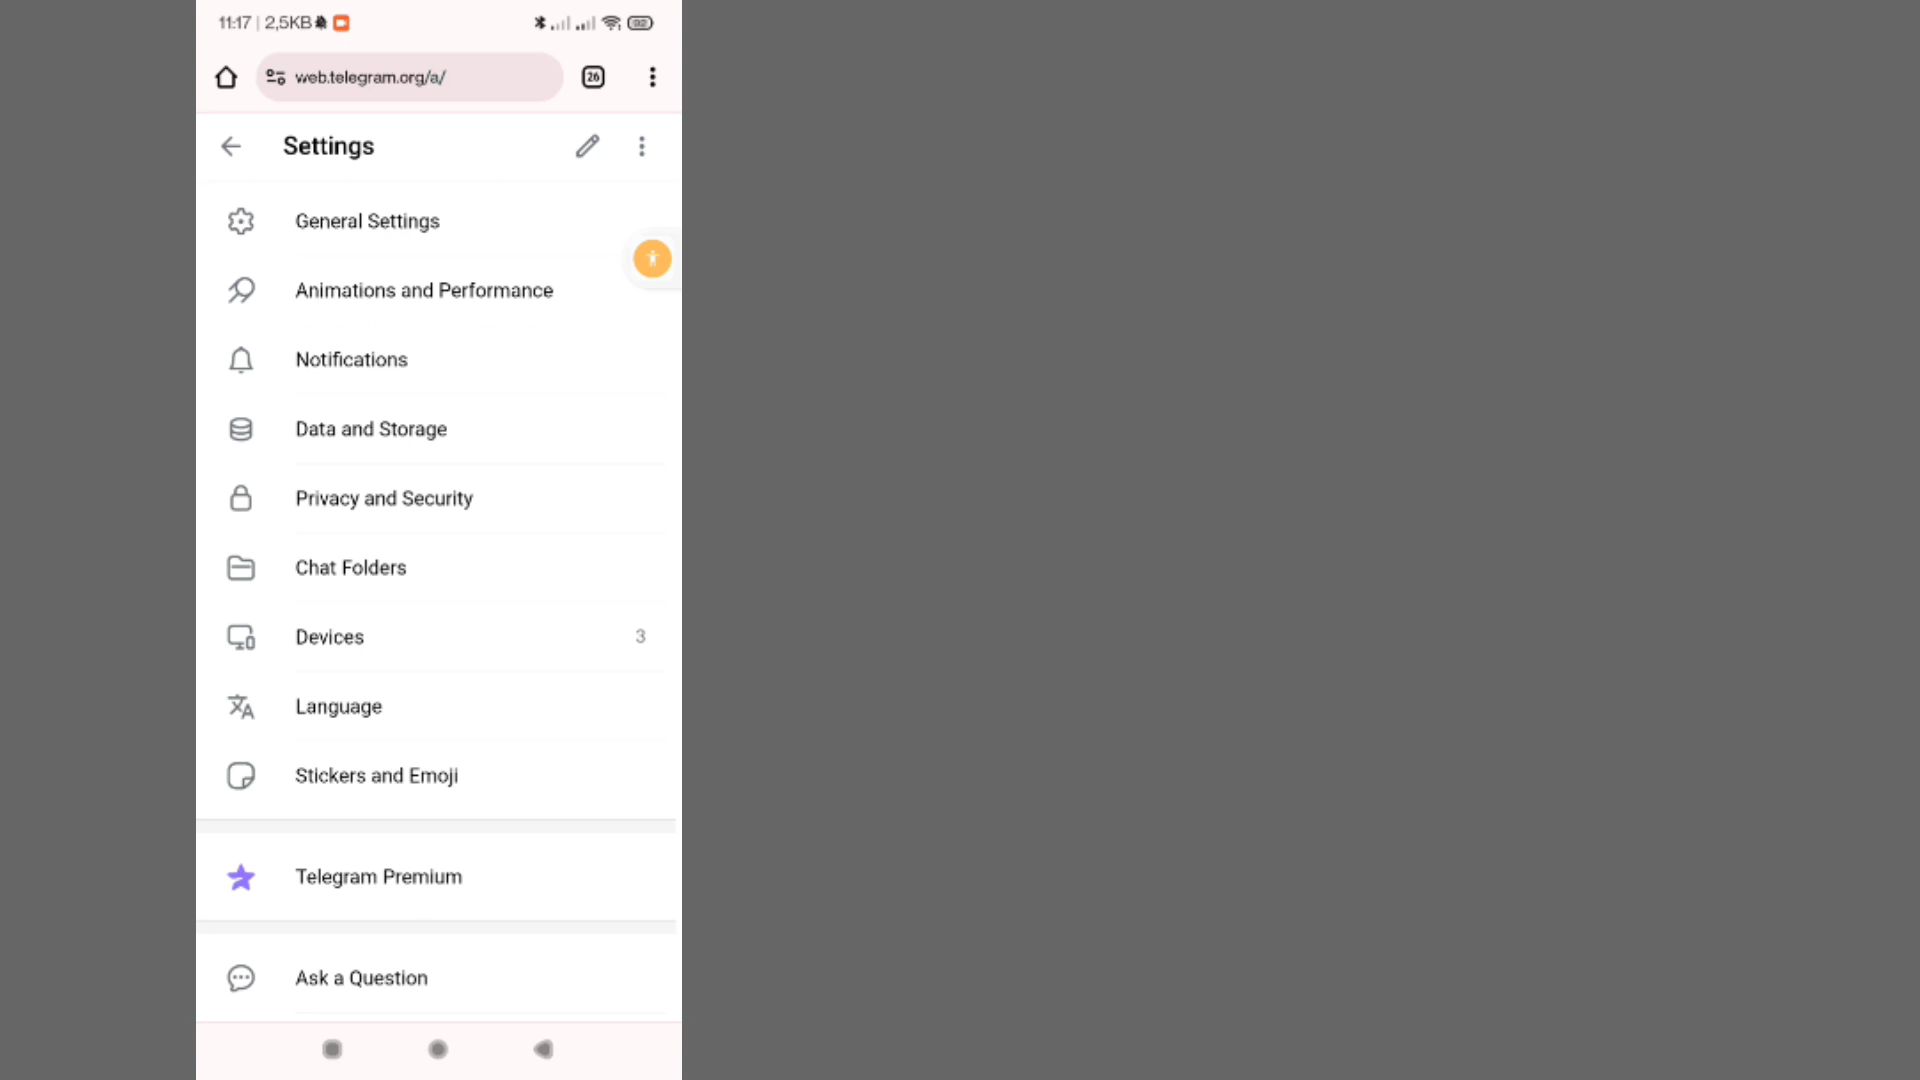 11:17 | 2,5KB
web.telegram.org/a/
26
Settings
General Settings
Animations and Performance
Notifications
Data and Storage
Privacy and Security
Chat Folders
Devices 3
Language
Stickers and Emoji
Telegram Premium
Ask a Question